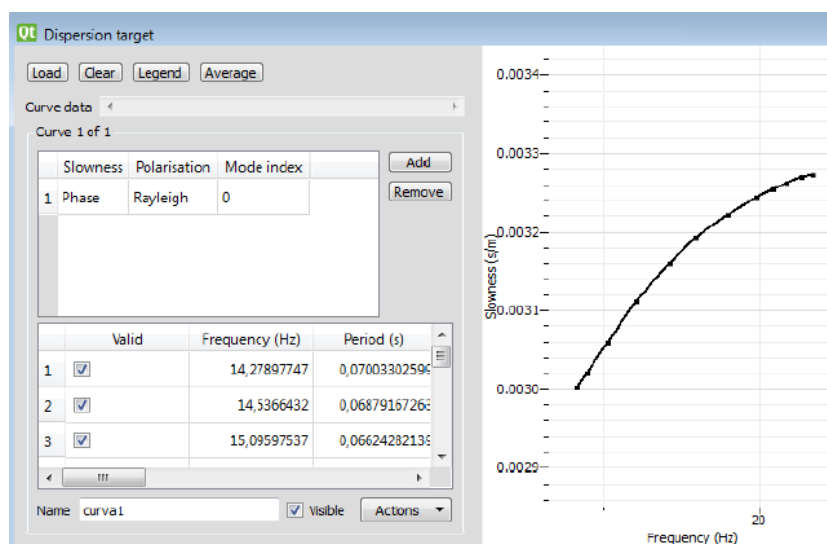 Qt Dispersion target
Load Clear Legend Average
Curve data
Curve 1 of 1
Slowness Polarisation Mode index
1 Phase Rayleigh 0
Add
Remove
Valid Frequency (Hz) Period (s)
1 14,27897747 0,0700330259
2 14,5366432 0,0687916726
3 15,09597537 0,0662428213
Name curva1 Visible Actions
0.0034
0.0033
0.0032
0.0031
0.0030
0.0029
Slowness (s/m)
20
Frequency (Hz)